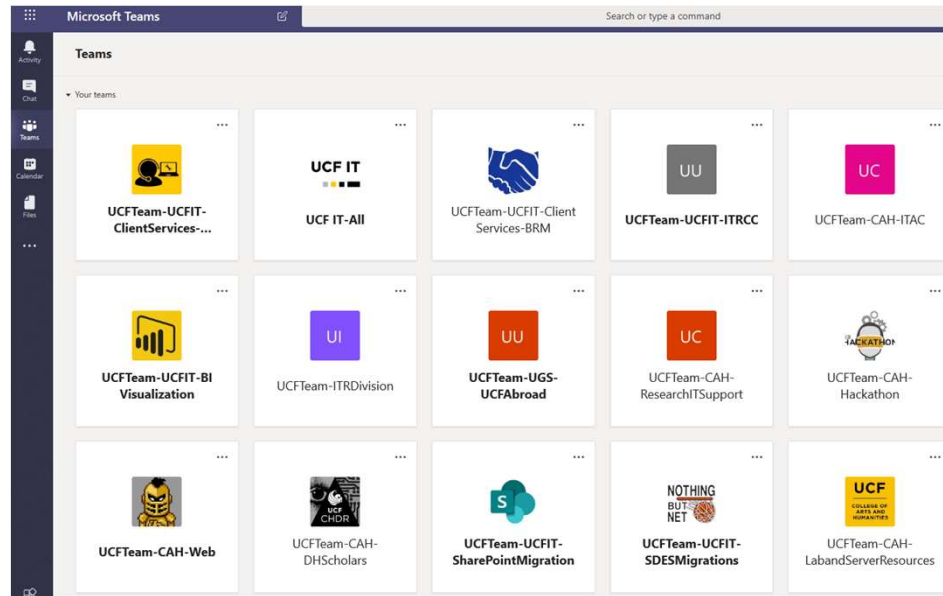 Microsoft Teams
Search or type a command
Activity
Chat
Teams
Calendar
Files
Teams
Your teams
UCF IT
UU
UC
UCFTeam-UCFIT-
ClientServices-...
UCF IT-All
UCFTeam-UCFIT-Client
Services-BRM
UCFTeam-UCFIT-ITRCC
UCFTeam-CAH-ITAC
UI
UU
UC
HACKATHON
UCFTeam-UCFIT-BI
Visualization
UCFTeam-ITRDivision
UCFTeam-UGS-
UCFAbroad
UCFTeam-CAH-
ResearchITSupport
UCFTeam-CAH-
Hackathon
UCF
CHDR
S
NOTHING
BUT
NET
UCF
COLLEGE OF
ARTS AND
HUMANITIES
UCFTeam-CAH-Web
UCFTeam-CAH-
DHScholars
UCFTeam-UCFIT-
SharePointMigration
UCFTeam-UCFIT-
SDESMigrations
UCFTeam-CAH-
LabandServerResources